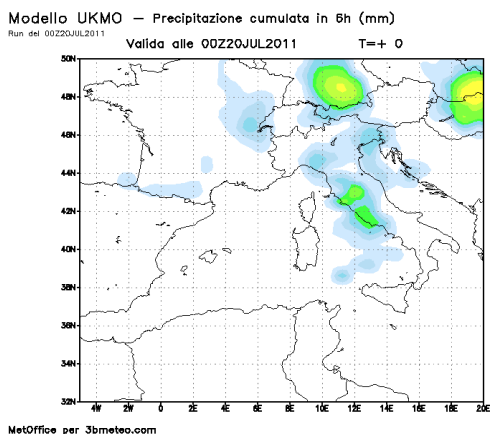 Modello UKMO — Precipitazione cumulata in 6h (mm)
Run del 00Z20JUL2011
Valida alle 00Z20JUL2011 T=+ 0
50N
48N
46N
44N
42N
40N
38N
36N
34N
32N
4W 2W 0 2E 4E 6E 8E 10E 12E 14E 16E 18E 20E
MetOffice per 3bmeteo.com